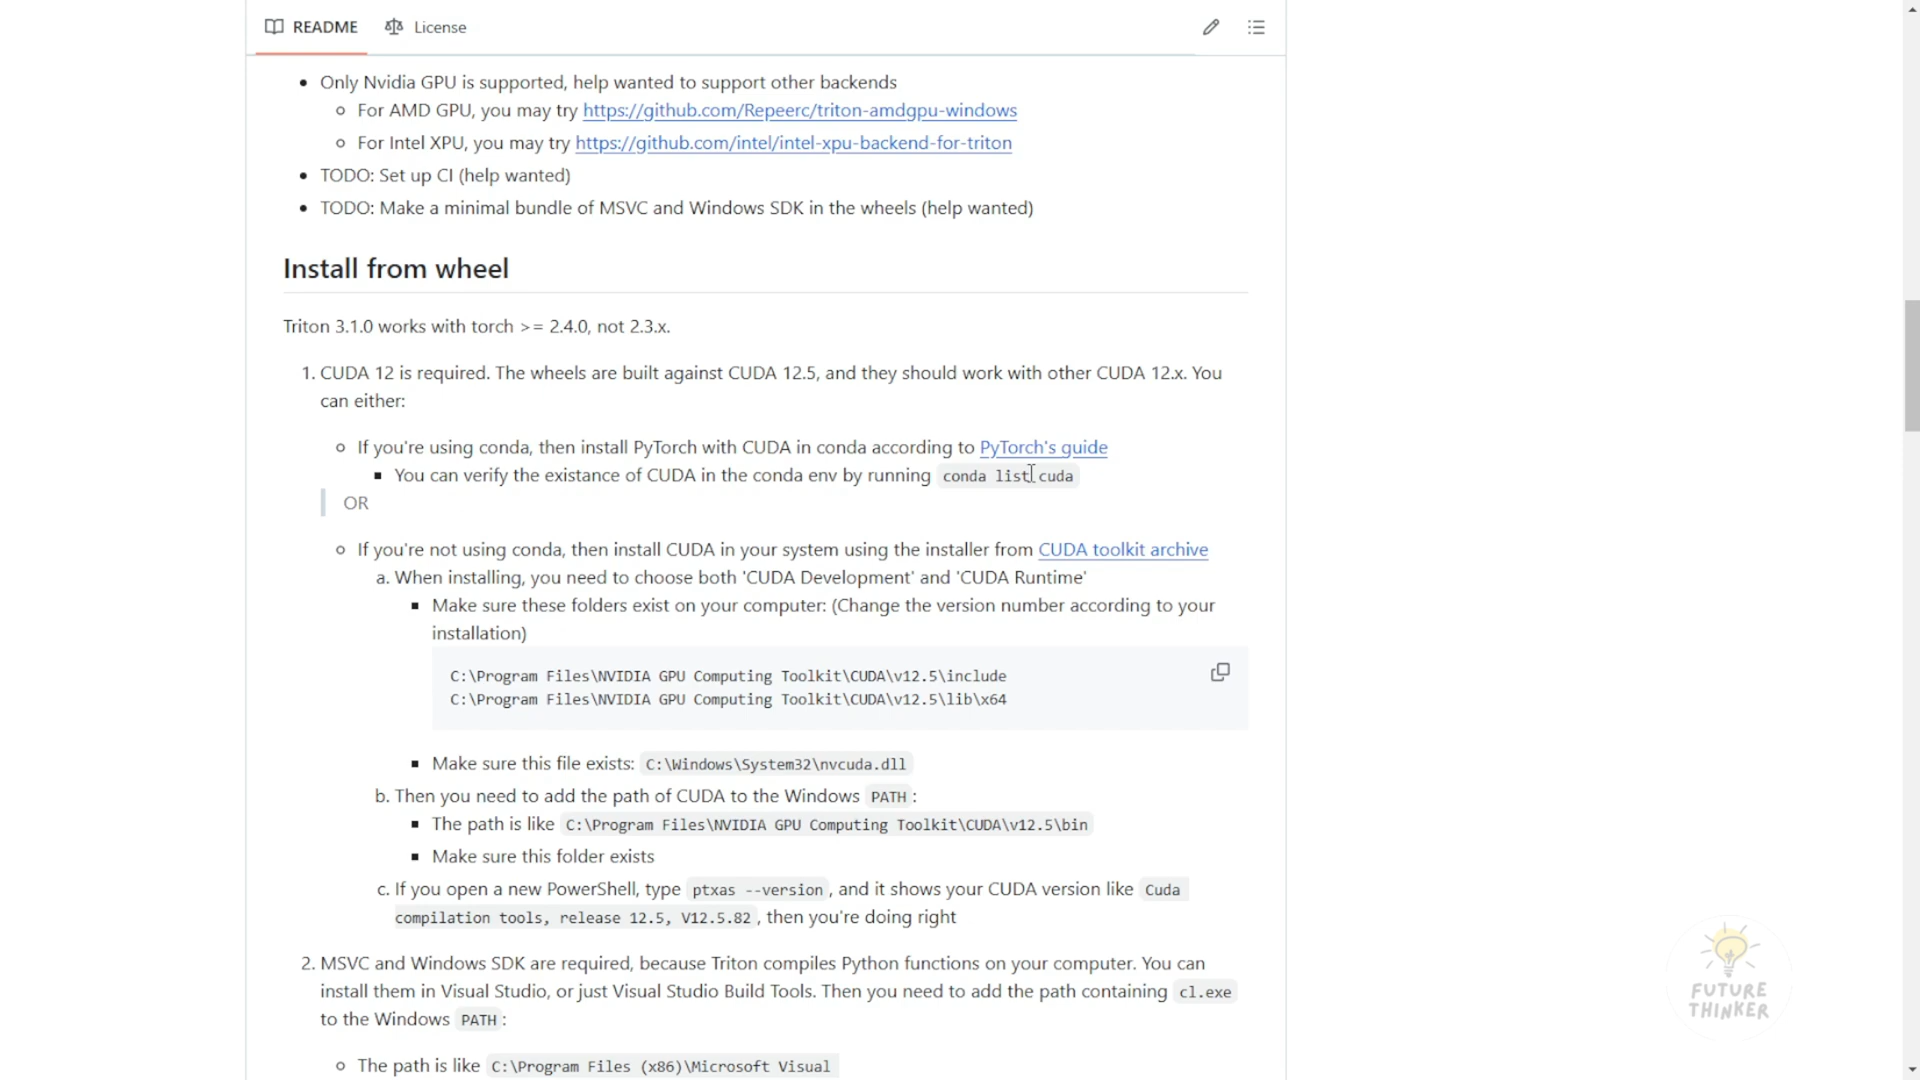 README License
Only Nvidia GPU is supported, help wanted to support other backends
For AMD GPU, you may try https://github.com/Repeerc/triton-amdgpu-windows
For Intel XPU, you may try https://github.com/intel/intel-xpu-backend-for-triton
TODO: Set up CI (help wanted)
TODO: Make a minimal bundle of MSVC and Windows SDK in the wheels (help wanted)
Install from wheel
Triton 3.1.0 works with torch >= 2.4.0, not 2.3.x.
1. CUDA 12 is required. The wheels are built against CUDA 12.5, and they should work with other CUDA 12.x. You
can either:
If you're using conda, then install PyTorch with CUDA in conda according to PyTorch's guide
You can verify the existance of CUDA in the conda env by running conda list cuda
OR
If you're not using conda, then install CUDA in your system using the installer from CUDA toolkit archive
a. When installing, you need to choose both 'CUDA Development' and 'CUDA Runtime'
Make sure these folders exist on your computer: (Change the version number according to your
installation)
C:\Program Files\NVIDIA GPU Computing Toolkit\CUDA\v12.5\include
C:\Program Files\NVIDIA GPU Computing Toolkit\CUDA\v12.5\lib\x64
Make sure this file exists: C:\Windows\System32\nvcuda.dll
b. Then you need to add the path of CUDA to the Windows PATH :
The path is like C:\Program Files\NVIDIA GPU Computing Toolkit\CUDA\v12.5\bin
Make sure this folder exists
c. If you open a new PowerShell, type ptxas --version , and it shows your CUDA version like Cuda
compilation tools, release 12.5, V12.5.82 , then you're doing right
2. MSVC and Windows SDK are required, because Triton compiles Python functions on your computer. You can
install them in Visual Studio, or just Visual Studio Build Tools. Then you need to add the path containing cl.exe
to the Windows PATH :
The path is like C:\Program Files (x86)\Microsoft Visual
FUTURE
THINKER